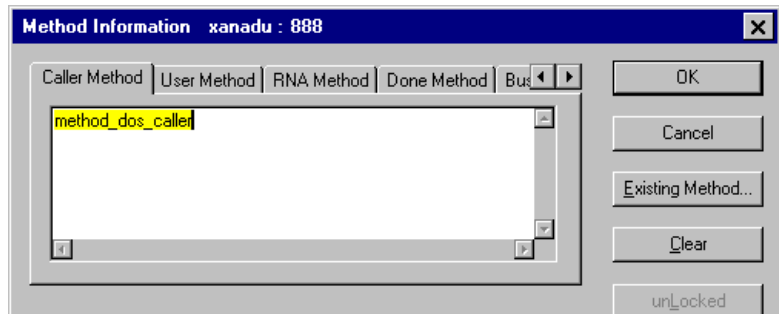 Method Information xanadu : 888
Caller Method User Method RNA Method Done Method
method_dos_caller
OK
Cancel
Existing Method...
Clear
unLocked